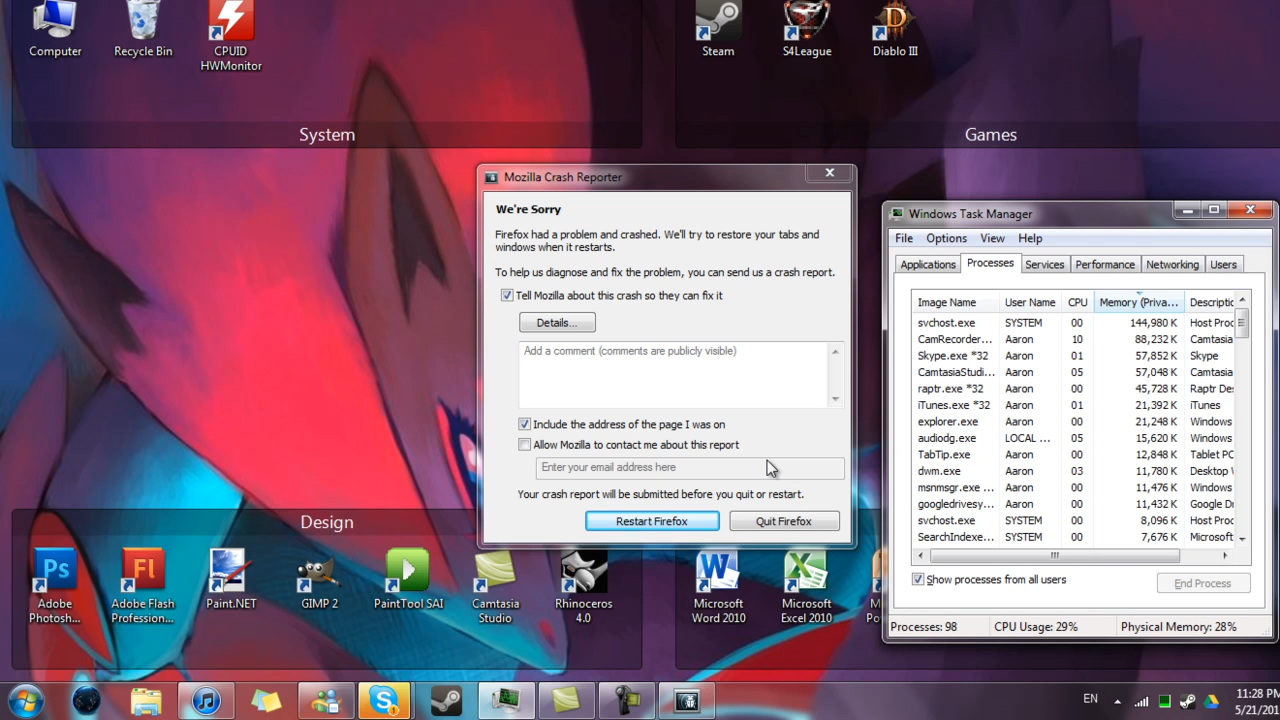 Computer
Recycle Bin
CPUID
HWMonitor
System
Steam
S4League
Diablo III
Games
Mozilla Crash Reporter
We're Sorry
Firefox had a problem and crashed. We'll try to restore your tabs and
windows when it restarts.
To help us diagnose and fix the problem, you can send us a crash report.
Tell Mozilla about this crash so they can fix it
Details...
Add a comment (comments are publicly visible)
Include the address of the page I was on
Allow Mozilla to contact me about this report
Enter your email address here
Your crash report will be submitted before you quit or restart.
Restart Firefox
Quit Firefox
Windows Task Manager
File Options View Help
Applications Processes Services Performance Networking Users
Image Name User Name CPU Memory (Priva... Descriptic
svchost.exe SYSTEM 00 144,980 K Host Proc
CamRecorder... Aaron 10 88,232 K Camtasia
Skype.exe *32 Aaron 01 57,852 K Skype
CamtasiaStudi... Aaron 05 57,048 K Camtasia
raptr.exe *32 Aaron 00 45,728 K Raptr Des
iTunes.exe *32 Aaron 01 21,392 K iTunes
explorer.exe Aaron 00 21,248 K Windows
audiodg.exe LOCAL ... 05 15,620 K Windows
TabTip.exe Aaron 00 12,848 K Tablet PC
dwm.exe Aaron 03 11,780 K Desktop
msnmsgr.exe ... Aaron 00 11,476 K Windows
googledrivesy... Aaron 00 11,432 K Google Dr
svchost.exe SYSTEM 00 8,096 K Host Proc
SearchIndexe... SYSTEM 00 7,676 K Microsoft
Show processes from all users
End Process
Processes: 98 CPU Usage: 29% Physical Memory: 28%
Design
Ps
Adobe
Photosh...
Fl
Adobe Flash
Profession...
Paint.NET
GIMP 2
PaintTool SAI
Camtasia
Studio
Rhinoceros
4.0
Microsoft
Word 2010
Microsoft
Excel 2010
EN
11:28 PM
5/21/201